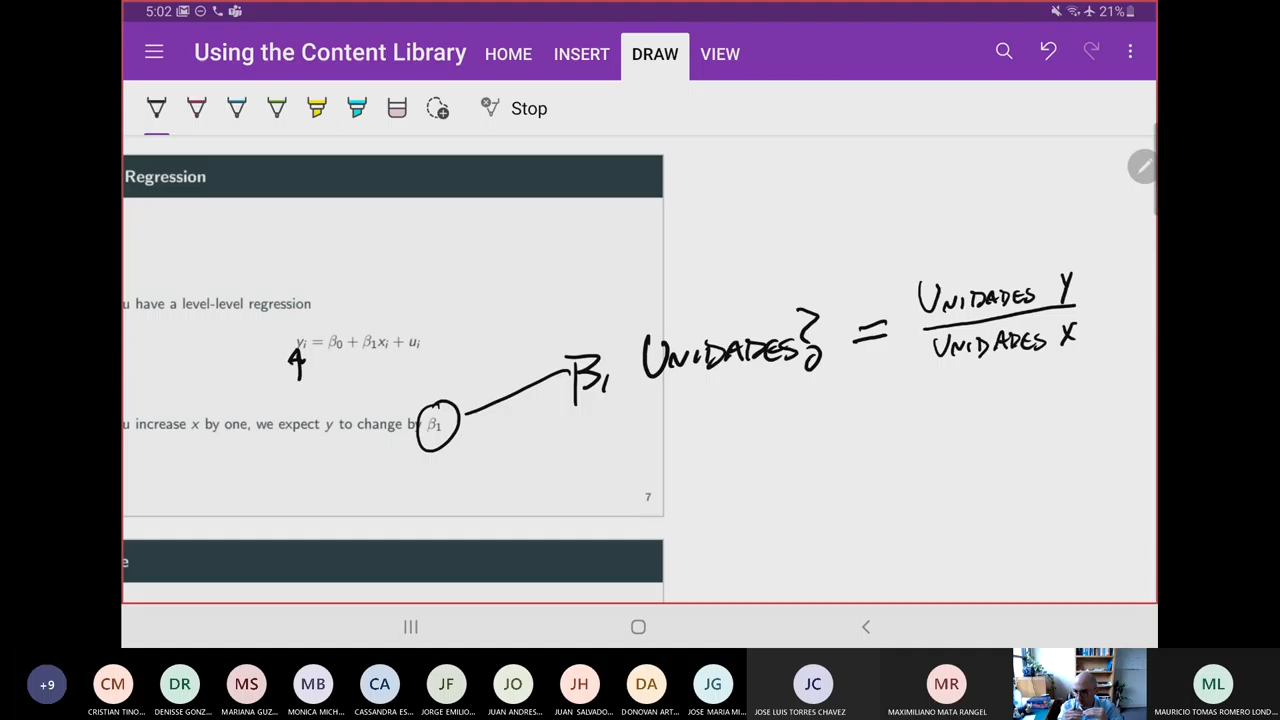 5:02 21%
Using the Content Library HOME INSERT DRAW VIEW
Stop
Regression
u have a level-level regression
yᵢ = β₀ + β₁xᵢ + uᵢ
u increase x by one, we expect y to change by β₁
7
β₁ UNIDADES? = UNIDADES Y
UNIDADES X
e
+9 CM DR MS MB CA JF JO JH DA JG JC MR ML
CRISTIAN TINO... DENISSE GONZ... MARIANA GUZ... MONICA MICH... CASSANDRA ES... JORGE EMILIO... JUAN ANDRES... JUAN SALVADO... DONOVAN ART... JOSE MARIA MI... JOSE LUIS TORRES CHAVEZ MAXIMILIANO MATA RANGEL MAURICIO TOMAS ROMERO LOND...